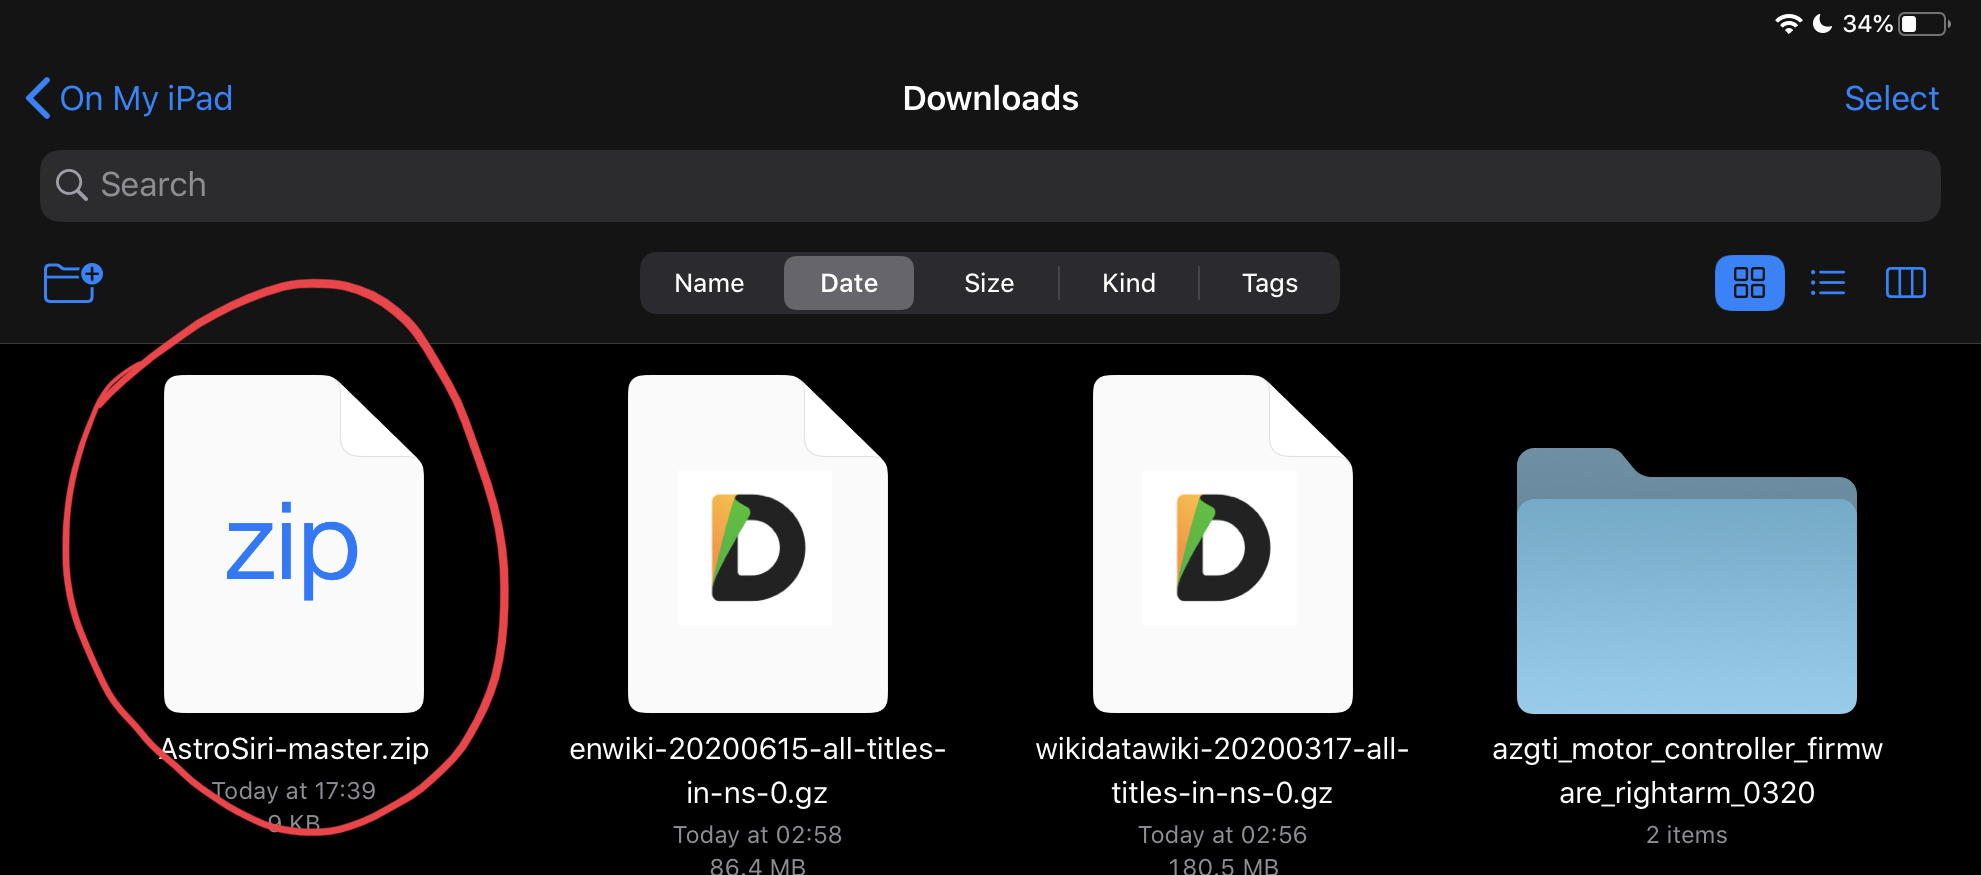 34%
On My iPad
Downloads
Select
Search
Name
Date
Size
Kind
Tags
zip
AstroSiri-master.zip
Today at 17:39
9 KB
enwiki-20200615-all-titles-
in-ns-0.gz
Today at 02:58
86.4 MB
wikidatawiki-20200317-all-
titles-in-ns-0.gz
Today at 02:56
180.5 MB
azgti_motor_controller_firmw
are_rightarm_0320
2 items